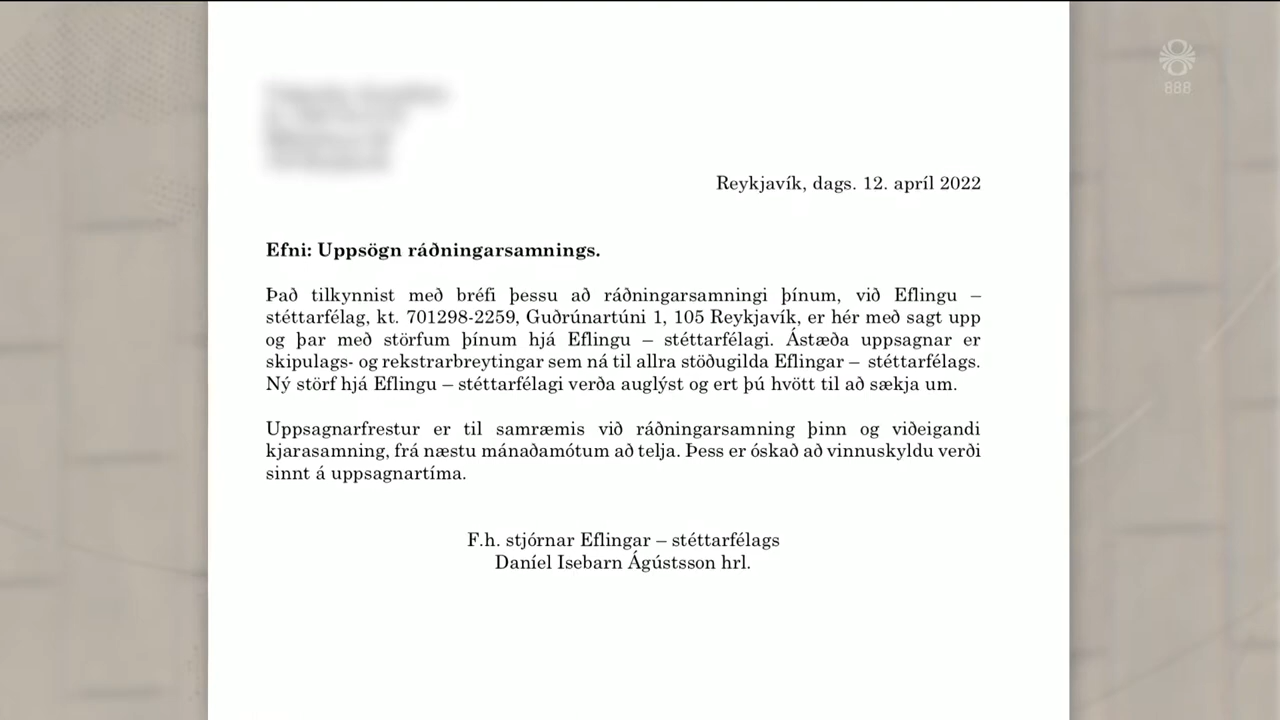 888
Reykjavík, dags. 12. apríl 2022
Efni: Uppsögn ráðningarsamnings.
Það tilkynnist með bréfi þessu að ráðningarsamningi þínum, við Eflingu –
stéttarfélag, kt. 701298-2259, Guðrúnartúni 1, 105 Reykjavík, er hér með sagt upp
og þar með störfum þínum hjá Eflingu – stéttarfélagi. Ástæða uppsagnar er
skipulags- og rekstrarbreytingar sem ná til allra stöðugilda Eflingar – stéttarfélags.
Ný störf hjá Eflingu – stéttarfélagi verða auglýst og ert þú hvött til að sækja um.
Uppsagnarfrestur er til samræmis við ráðningarsamning þinn og viðeigandi
kjarasamning, frá næstu mánaðamótum að telja. Þess er óskað að vinnuskyldu verði
sinnt á uppsagnartíma.
F.h. stjórnar Eflingar – stéttarfélags
Daníel Isebarn Ágústsson hrl.